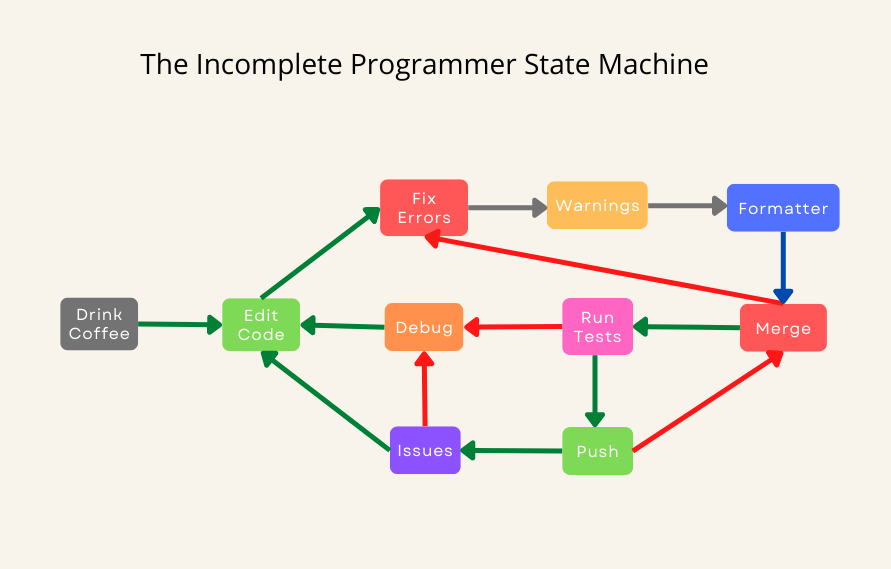 The Incomplete Programmer State Machine
Fix
Errors
Warnings
Formatter
Drink
Coffee
Edit
Code
Debug
Run
Tests
Merge
Issues
Push